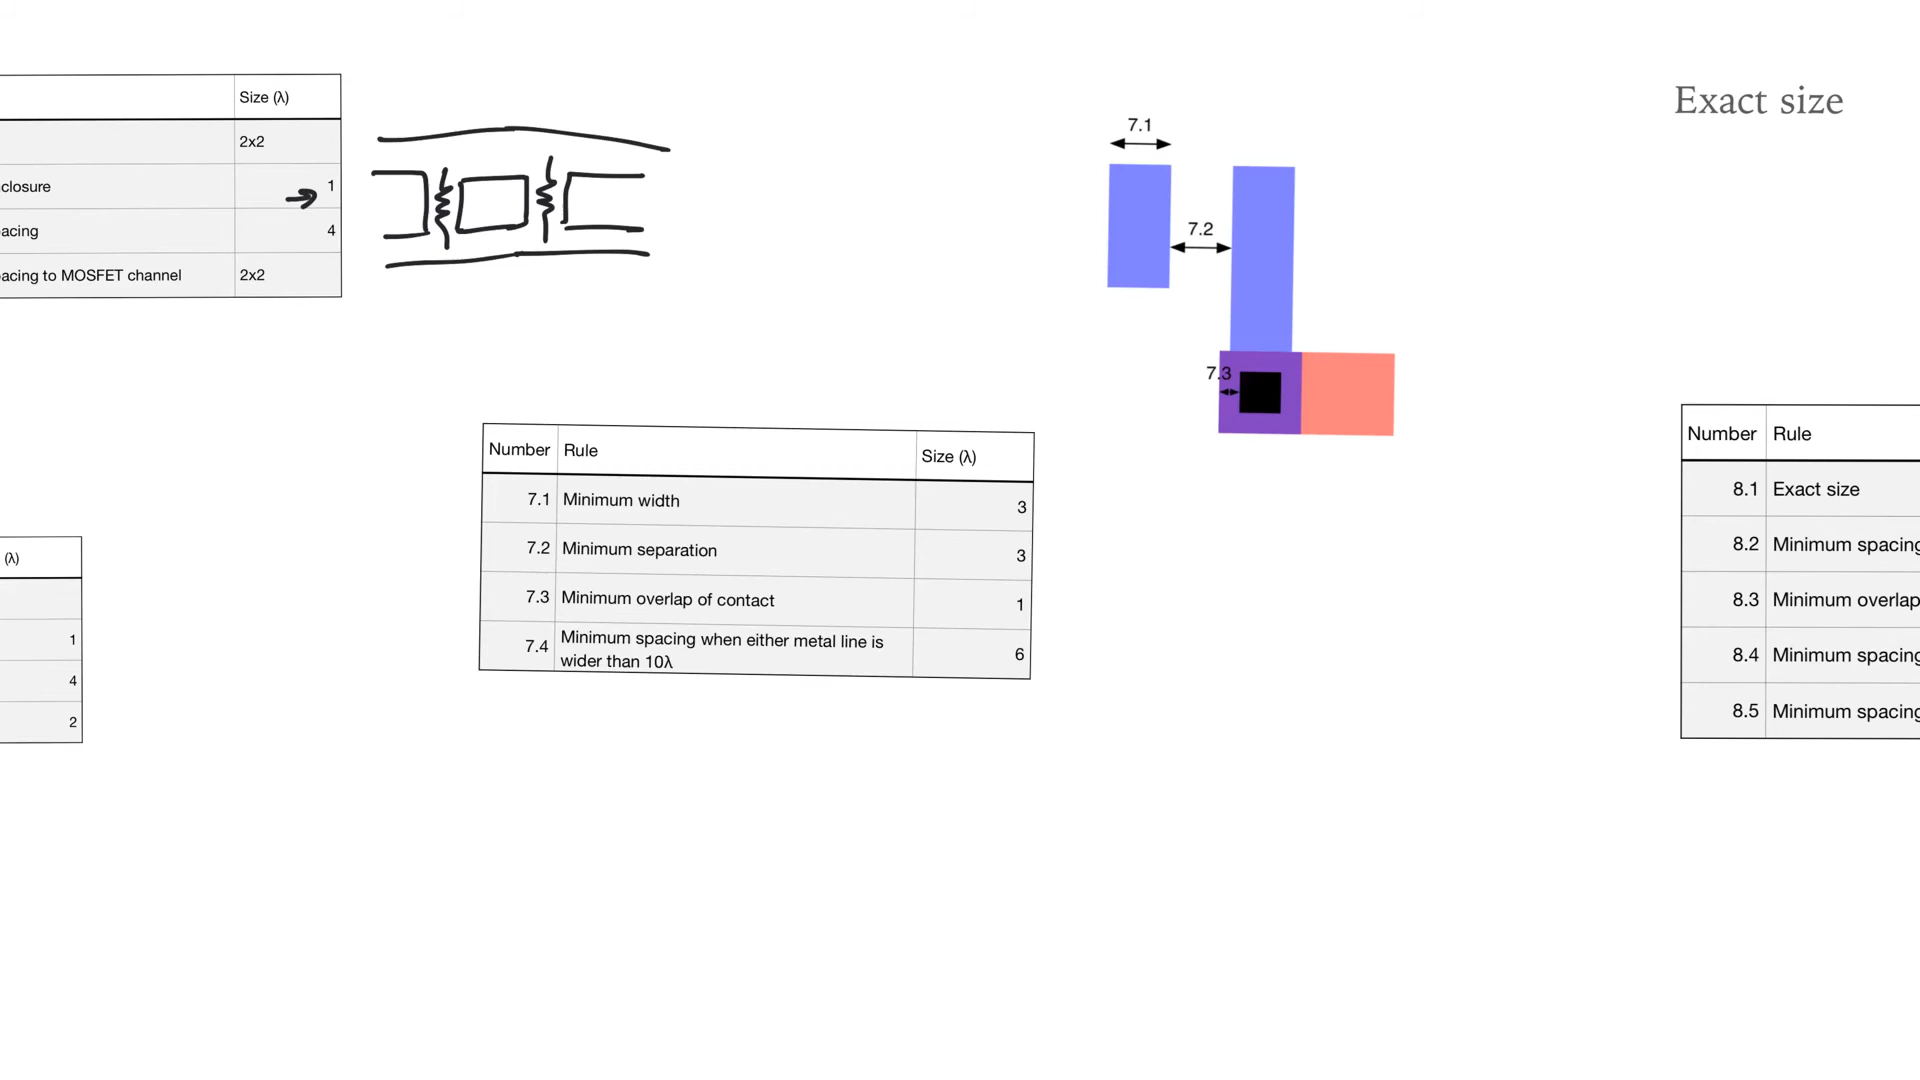 Size (λ)
2x2
closure 1
acing 4
acing to MOSFET channel 2x2
7.1
7.2
7.3
Exact size
Number Rule Size (λ)
7.1 Minimum width 3
7.2 Minimum separation 3
7.3 Minimum overlap of contact 1
7.4 Minimum spacing when either metal line is
wider than 10λ 6
(λ)
1
4
2
Number Rule
8.1 Exact size
8.2 Minimum spacing
8.3 Minimum overlap
8.4 Minimum spacing
8.5 Minimum spacing